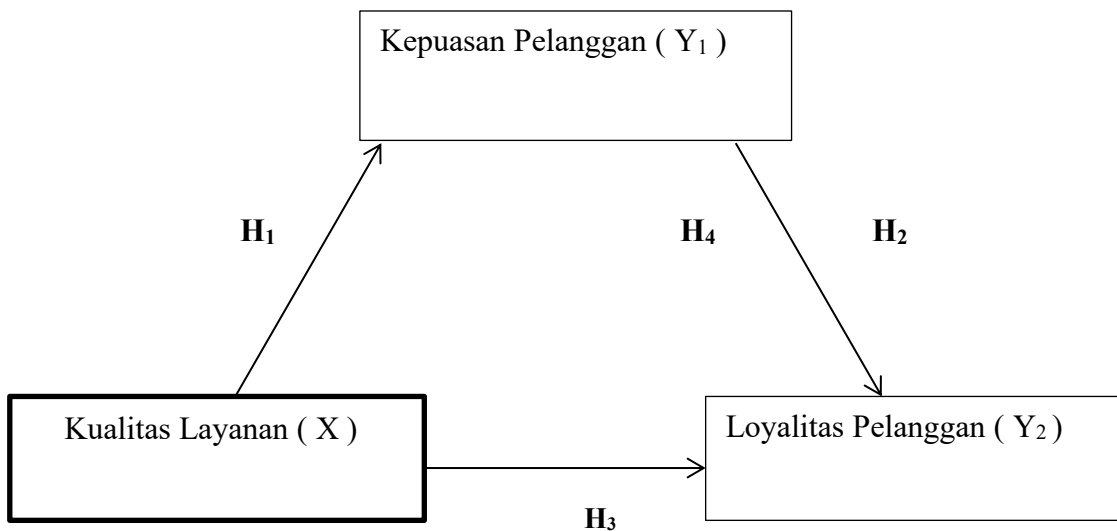 Kepuasan Pelanggan ( Y₁ )
H₁
H₄
H₂
Kualitas Layanan ( X )
Loyalitas Pelanggan ( Y₂ )
H₃